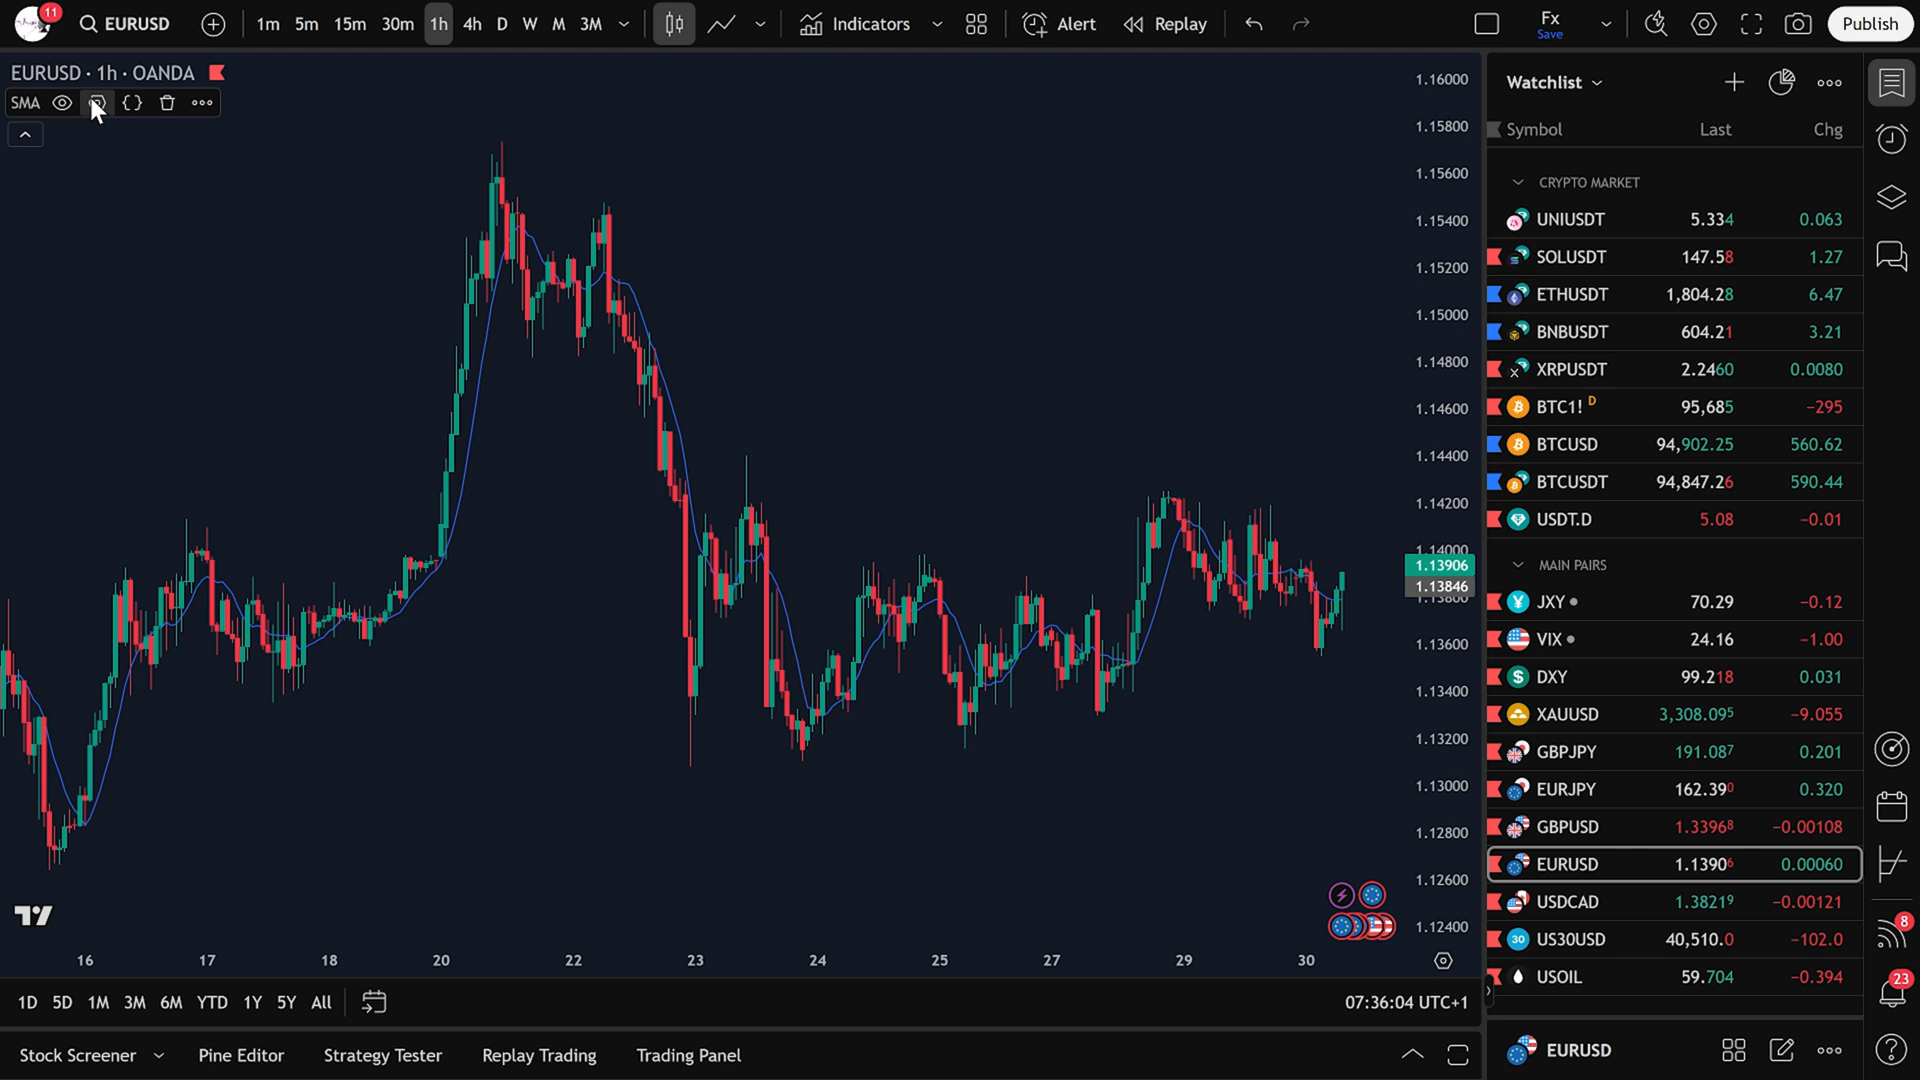 11
EURUSD
1m 5m 15m 30m 1h 4h D W M 3M
Indicators
Alert
Replay
Fx
Save
Publish
EURUSD · 1h · OANDA
SMA
1.16000
1.15800
1.15600
1.15400
1.15200
1.15000
1.14800
1.14600
1.14400
1.14200
1.14000
1.13906
1.13846
1.13800
1.13600
1.13400
1.13200
1.13000
1.12800
1.12600
1.12400
16 17 18 20 22 23 24 25 27 29 30
1D 5D 1M 3M 6M YTD 1Y 5Y All
07:36:04 UTC+1
Stock Screener
Pine Editor
Strategy Tester
Replay Trading
Trading Panel
Watchlist
Symbol Last Chg
CRYPTO MARKET
UNIUSDT 5.334 0.063
SOLUSDT 147.58 1.27
ETHUSDT 1,804.28 6.47
BNBUSDT 604.21 3.21
XRPUSDT 2.2460 0.0080
BTC1! D 95,685 −295
BTCUSD 94,902.25 560.62
BTCUSDT 94,847.26 590.44
USDT.D 5.08 −0.01
MAIN PAIRS
JXY 70.29 −0.12
VIX 24.16 −1.00
DXY 99.218 0.031
XAUUSD 3,308.095 −9.055
GBPJPY 191.087 0.201
EURJPY 162.390 0.320
GBPUSD 1.33968 −0.00108
EURUSD 1.13906 0.00060
USDCAD 1.38219 −0.00121
30 US30USD 40,510.0 −102.0
USOIL 59.704 −0.394
EURUSD
8
23